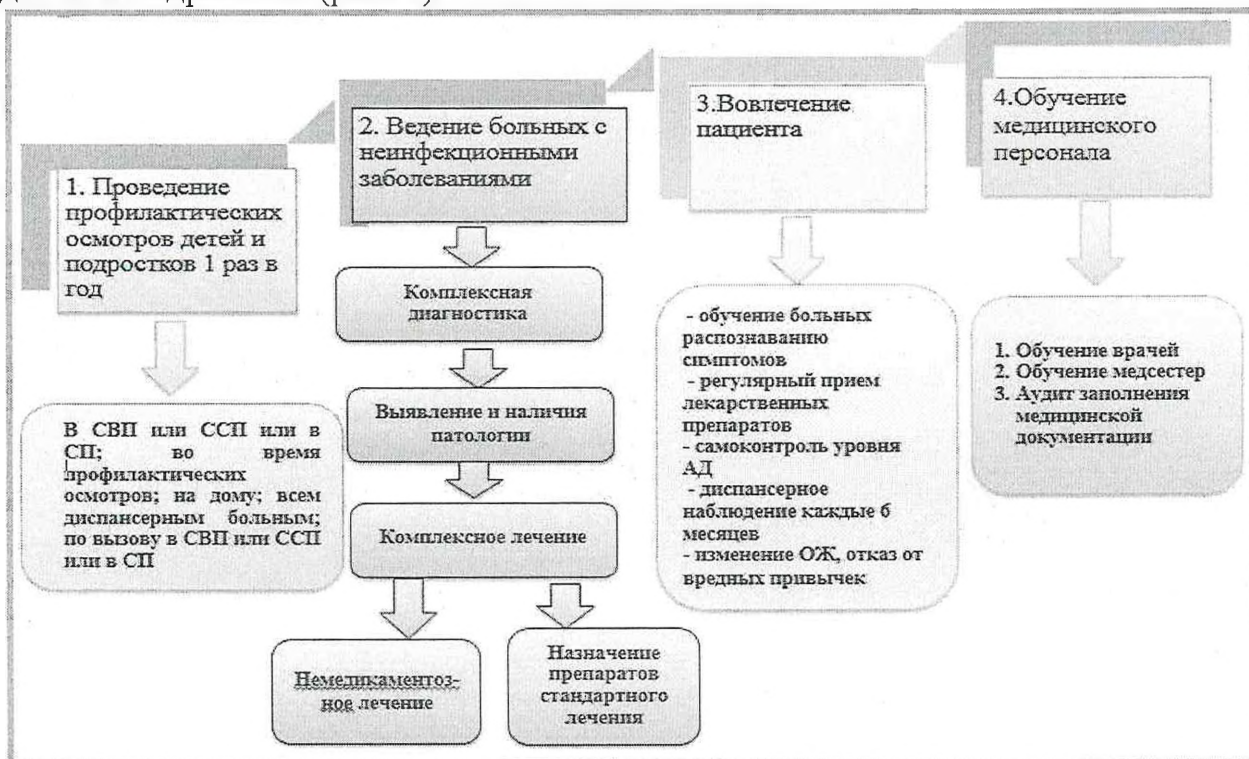 1. Проведение
профилактических
осмотров детей и
подростков 1 раз в
год
В СВП или ССП или в
СП; во время
профилактических
осмотров; на дому; всем
диспансерным больным;
по вызову в СВП или ССП
или в СП
2. Ведение больных с
неинфекционными
заболеваниями
Комплексная
диагностика
Выявление и наличия
патологии
Комплексное лечение
Немедикаментоз-
ное лечение
Назначение
препаратов
стандартного
лечения
3.Вовлечение
пациента
- обучение больных
распознаванию
симптомов
- регулярный прием
лекарственных
препаратов
- самоконтроль уровня
АД
- диспансерное
наблюдение каждые 6
месяцев
- изменение ОЖ, отказ от
вредных привычек
4.Обучение
медицинского
персонала
1. Обучение врачей
2. Обучение медсестер
3. Аудит заполнения
медицинской
документации